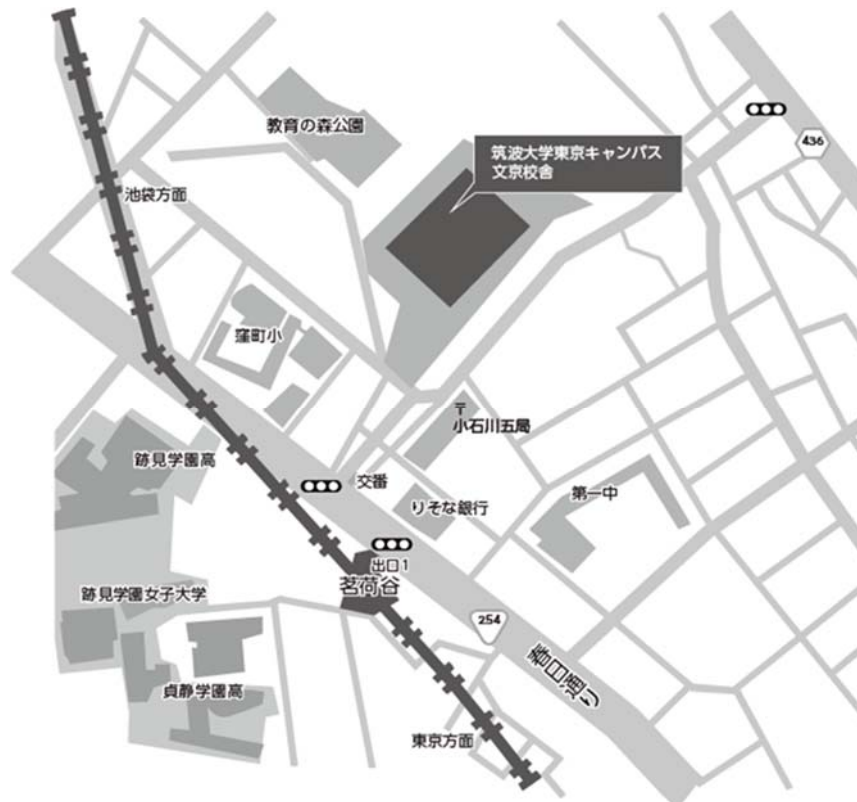 教育の森公園
筑波大学東京キャンパス
文京校舎
436
池袋方面
窪町小
〒
小石川五局
跡見学園高
交番
りそな銀行
第一中
出口1
茗荷谷
跡見学園女子大学
254
春日通り
貞静学園高
東京方面